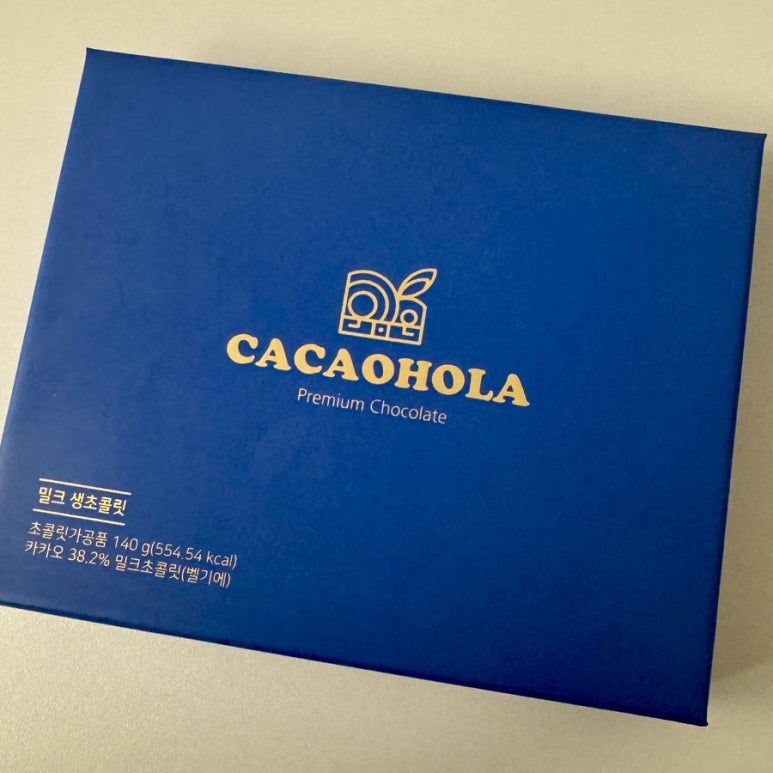 CACAOHOLA
Premium Chocolate
밀크 생초콜릿
초콜릿가공품 140 g(554.54 kcal)
카카오 38.2% 밀크초콜릿(벨기에)